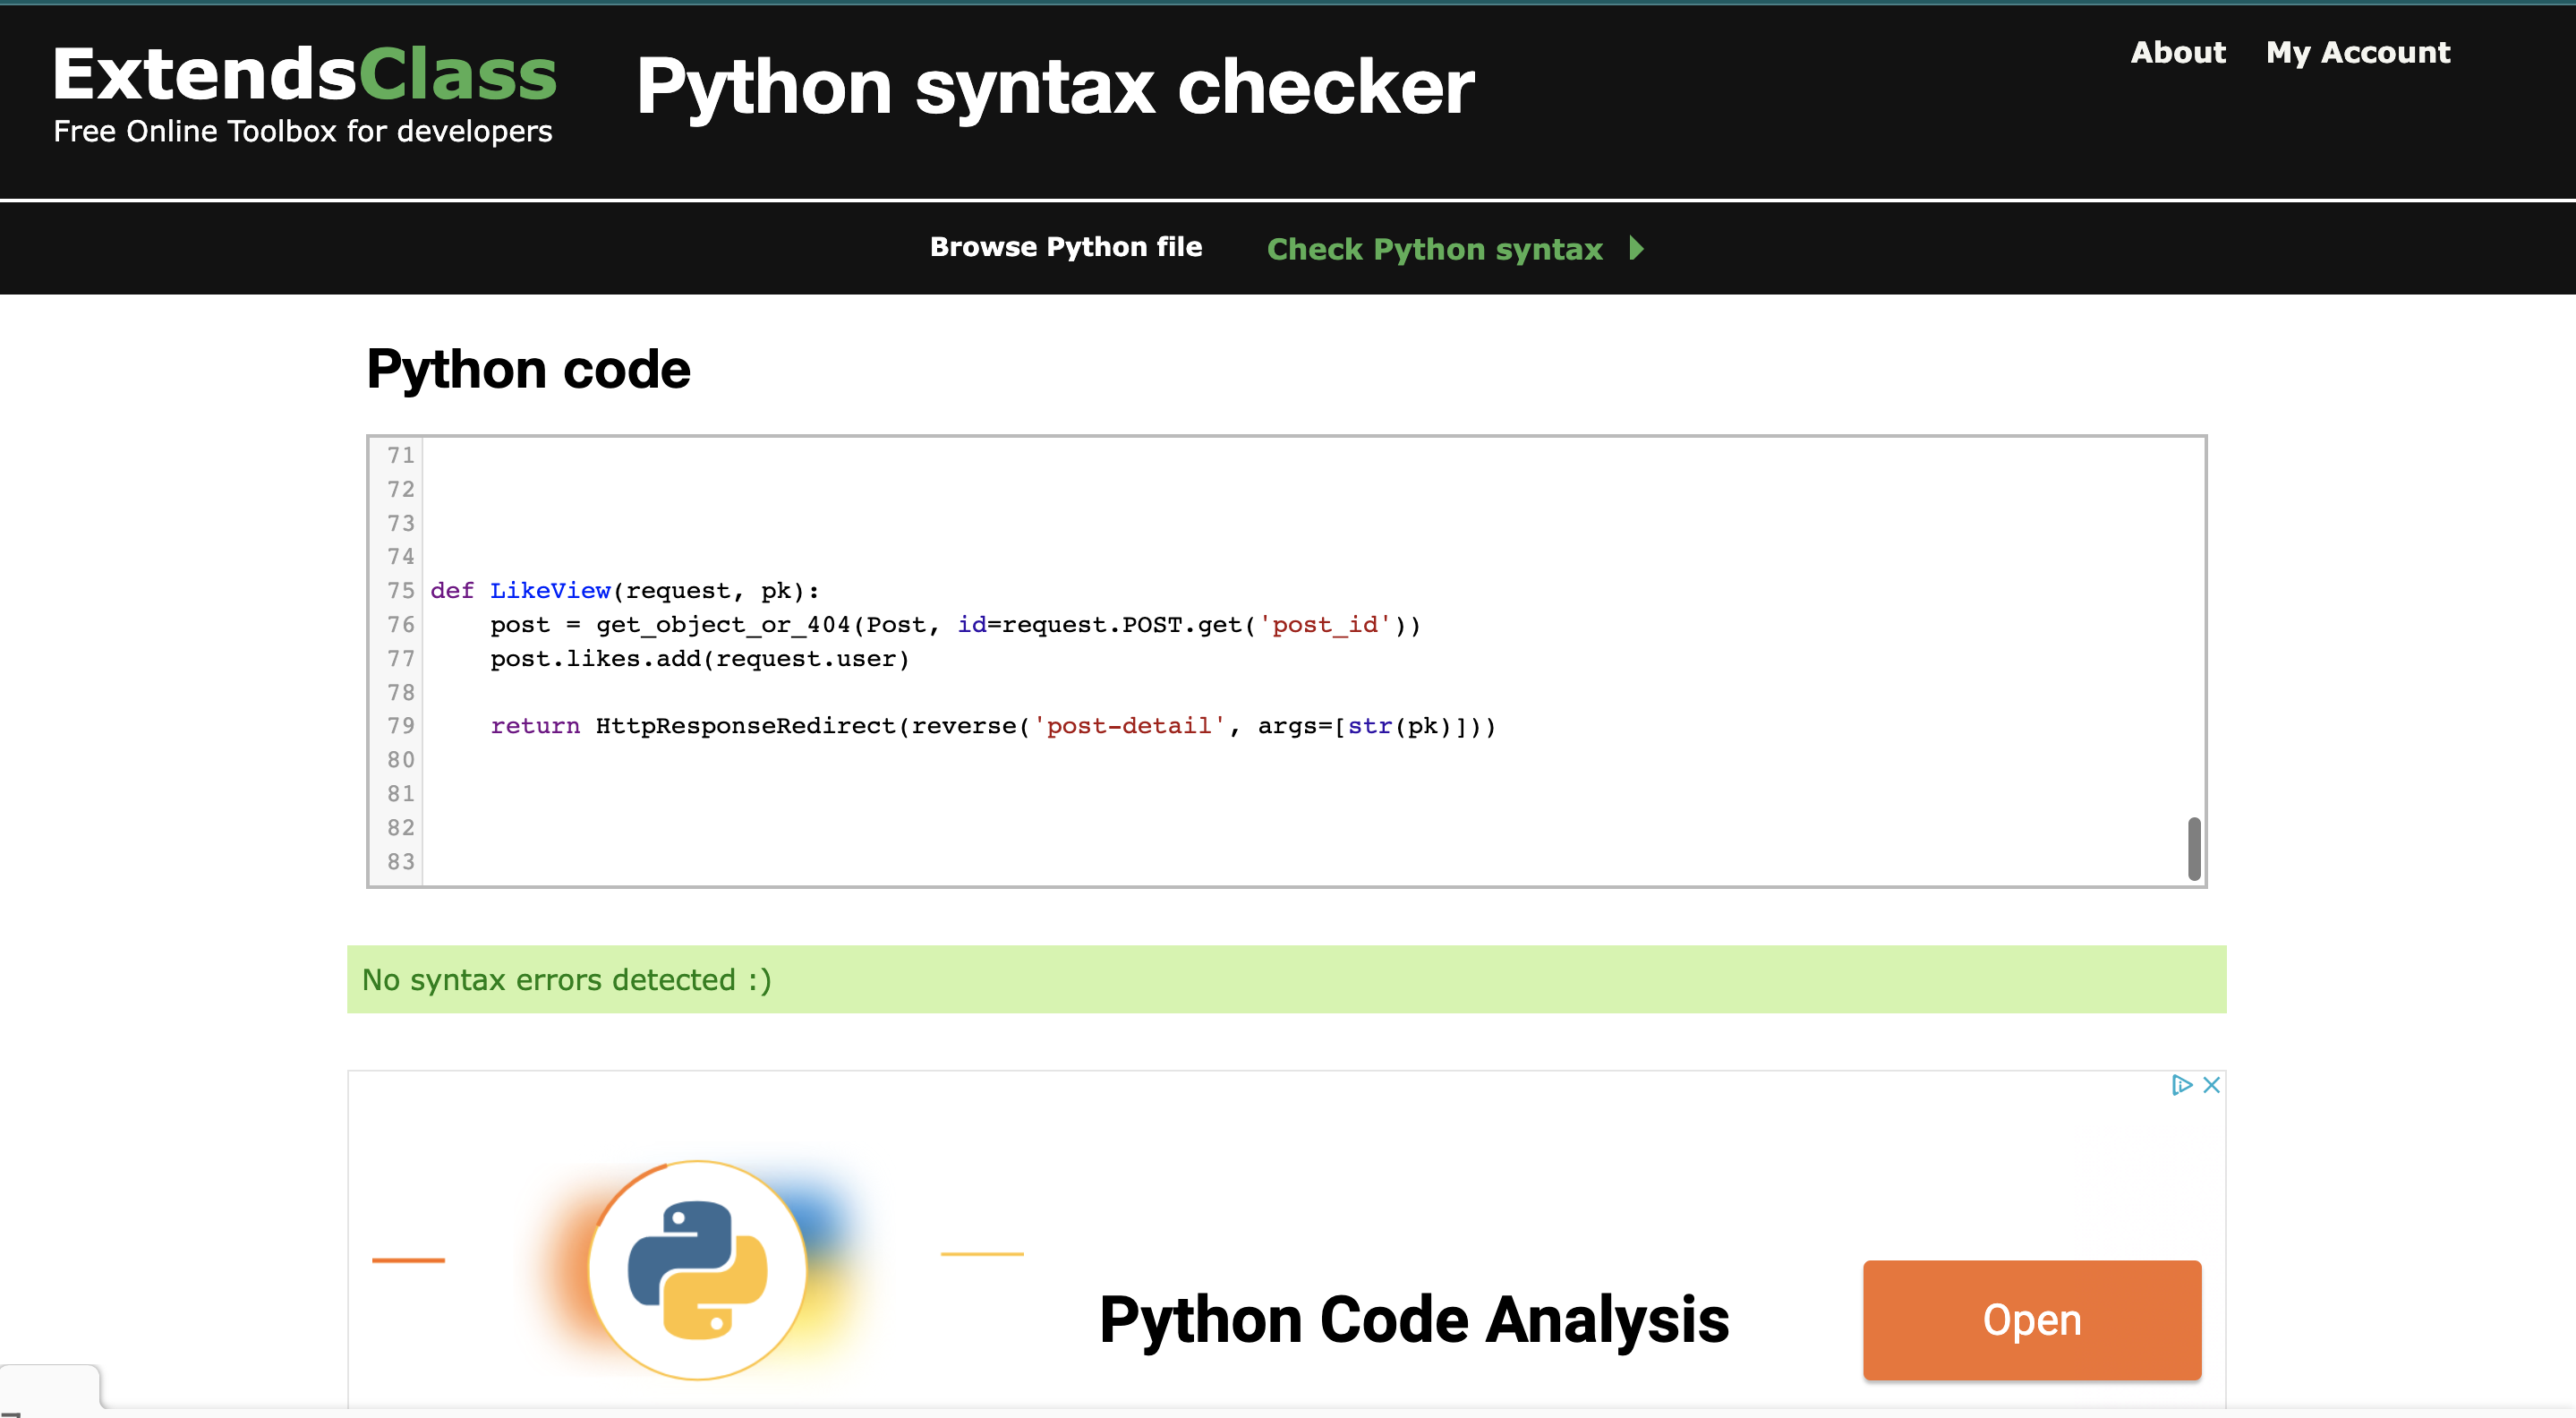 ExtendsClass
Free Online Toolbox for developers
Python syntax checker
About My Account
Browse Python file Check Python syntax
Python code
71
72
73
74
75 def LikeView(request, pk):
76     post = get_object_or_404(Post, id=request.POST.get('post_id'))
77     post.likes.add(request.user)
78
79     return HttpResponseRedirect(reverse('post-detail', args=[str(pk)]))
80
81
82
83
No syntax errors detected :)
Python Code Analysis
Open